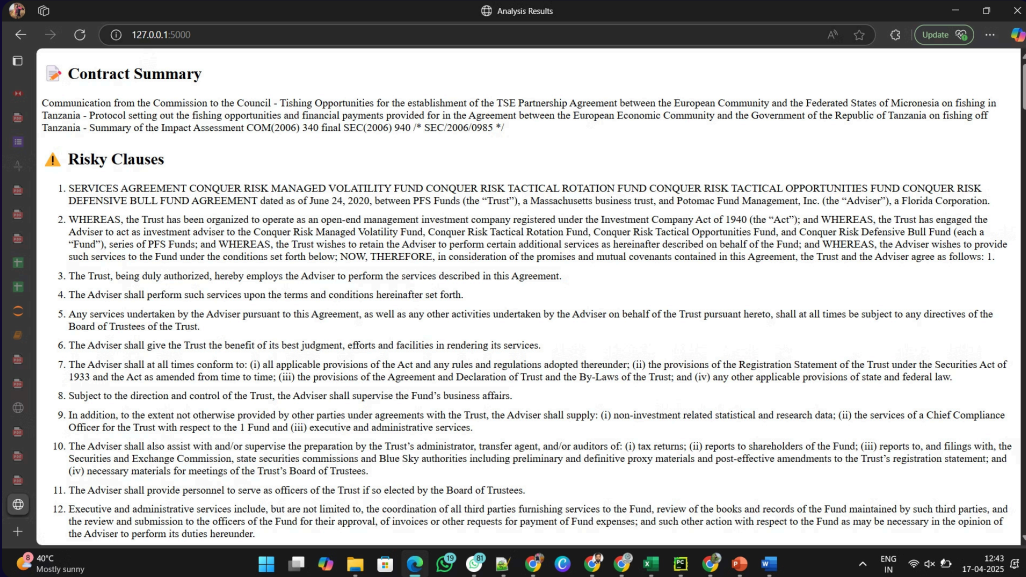 Analysis Results
127.0.0.1:5000
Update
Contract Summary
Communication from the Commission to the Council - Tishing Opportunities for the establishment of the TSE Partnership Agreement between the European Community and the Federated States of Micronesia on fishing in
Tanzania - Protocol setting out the fishing opportunities and financial payments provided for in the Agreement between the European Economic Community and the Government of the Republic of Tanzania on fishing off
Tanzania - Summary of the Impact Assessment COM(2006) 340 final SEC(2006) 940 /* SEC/2006/0985 */
Risky Clauses
1. SERVICES AGREEMENT CONQUER RISK MANAGED VOLATILITY FUND CONQUER RISK TACTICAL ROTATION FUND CONQUER RISK TACTICAL OPPORTUNITIES FUND CONQUER RISK
DEFENSIVE BULL FUND AGREEMENT dated as of June 24, 2020, between PFS Funds (the “Trust”), a Massachusetts business trust, and Potomac Fund Management, Inc. (the “Adviser”), a Florida Corporation.
2. WHEREAS, the Trust has been organized to operate as an open-end management investment company registered under the Investment Company Act of 1940 (the “Act”); and WHEREAS, the Trust has engaged the
Adviser to act as investment adviser to the Conquer Risk Managed Volatility Fund, Conquer Risk Tactical Rotation Fund, Conquer Risk Tactical Opportunities Fund, and Conquer Risk Defensive Bull Fund (each a
“Fund”), series of PFS Funds; and WHEREAS, the Trust wishes to retain the Adviser to perform certain additional services as hereinafter described on behalf of the Fund; and WHEREAS, the Adviser wishes to provide
such services to the Fund under the conditions set forth below; NOW, THEREFORE, in consideration of the promises and mutual covenants contained in this Agreement, the Trust and the Adviser agree as follows: 1.
3. The Trust, being duly authorized, hereby employs the Adviser to perform the services described in this Agreement.
4. The Adviser shall perform such services upon the terms and conditions hereinafter set forth.
5. Any services undertaken by the Adviser pursuant to this Agreement, as well as any other activities undertaken by the Adviser on behalf of the Trust pursuant hereto, shall at all times be subject to any directives of the
Board of Trustees of the Trust.
6. The Adviser shall give the Trust the benefit of its best judgment, efforts and facilities in rendering its services.
7. The Adviser shall at all times conform to: (i) all applicable provisions of the Act and any rules and regulations adopted thereunder; (ii) the provisions of the Registration Statement of the Trust under the Securities Act of
1933 and the Act as amended from time to time; (iii) the provisions of the Agreement and Declaration of Trust and the By-Laws of the Trust; and (iv) any other applicable provisions of state and federal law.
8. Subject to the direction and control of the Trust, the Adviser shall supervise the Fund’s business affairs.
9. In addition, to the extent not otherwise provided by other parties under agreements with the Trust, the Adviser shall supply: (i) non-investment related statistical and research data; (ii) the services of a Chief Compliance
Officer for the Trust with respect to the 1 Fund and (iii) executive and administrative services.
10. The Adviser shall also assist with and/or supervise the preparation by the Trust’s administrator, transfer agent, and/or auditors of: (i) tax returns; (ii) reports to shareholders of the Fund; (iii) reports to, and filings with, the
Securities and Exchange Commission, state securities commissions and Blue Sky authorities including preliminary and definitive proxy materials and post-effective amendments to the Trust’s registration statement; and
(iv) necessary materials for meetings of the Trust’s Board of Trustees.
11. The Adviser shall provide personnel to serve as officers of the Trust if so elected by the Board of Trustees.
12. Executive and administrative services include, but are not limited to, the coordination of all third parties furnishing services to the Fund, review of the books and records of the Fund maintained by such third parties, and
the review and submission to the officers of the Fund for their approval, of invoices or other requests for payment of Fund expenses; and such other action with respect to the Fund as may be necessary in the opinion of
the Adviser to perform its duties hereunder.
8
40°C
Mostly sunny
19
81
ENG
IN
12:43
17-04-2025